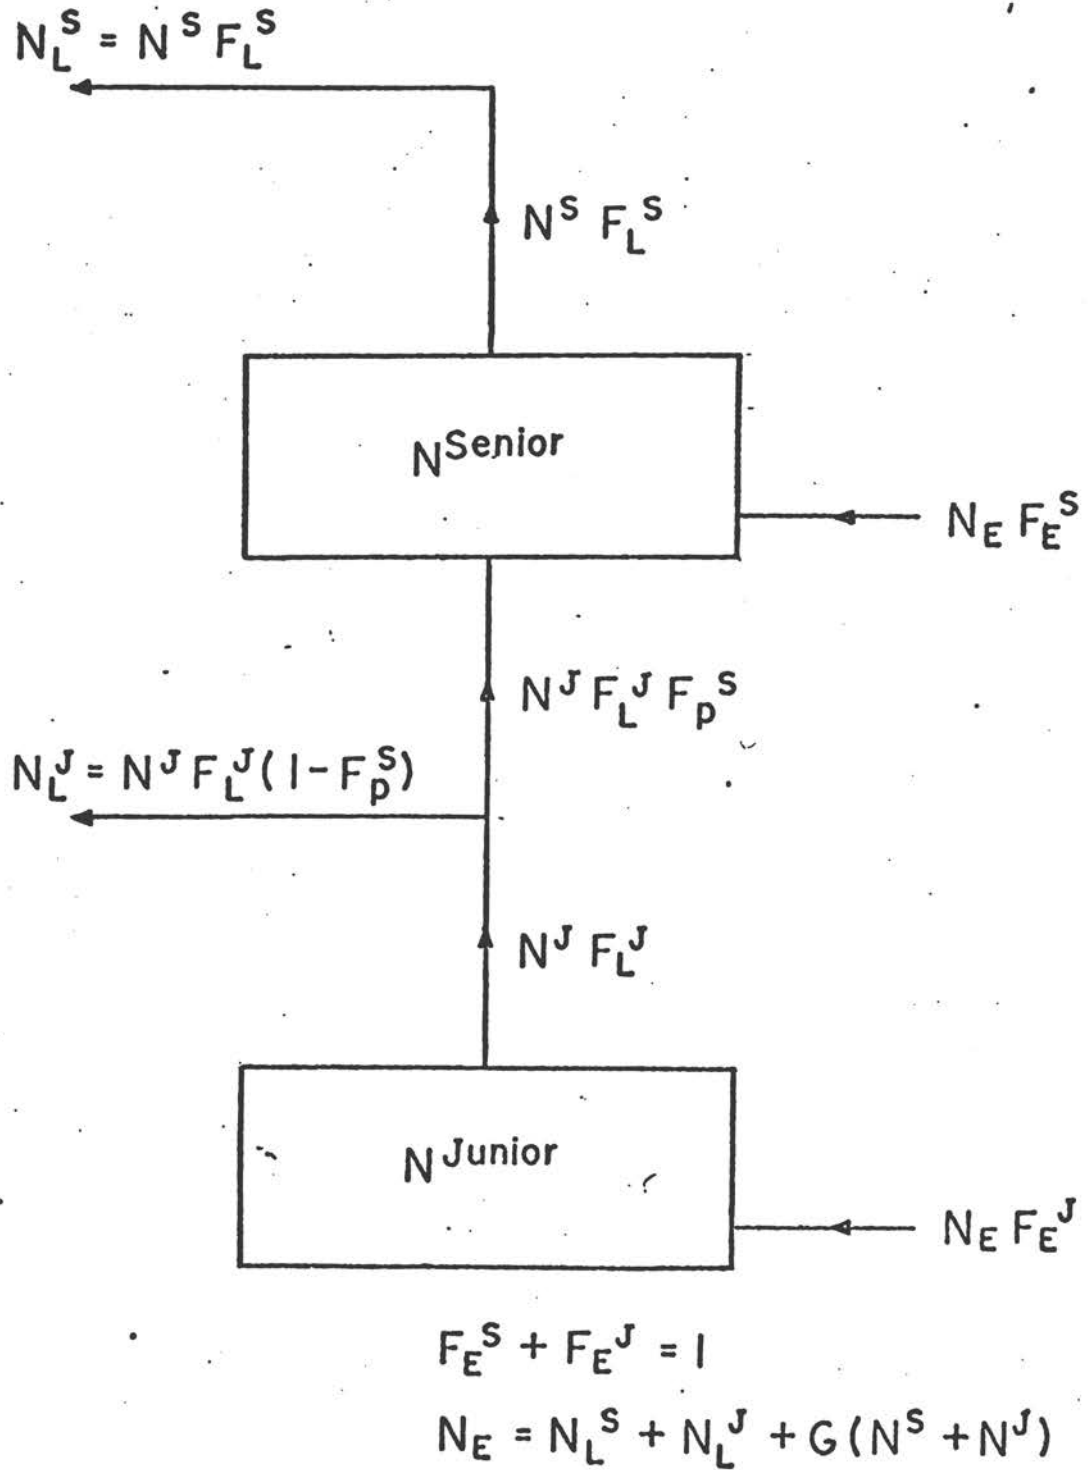 N_L^S = N^S F_L^S
N^S F_L^S
N^Senior
N_E F_E^S
N^J F_L^J F_p^S
N_L^J = N^J F_L^J (1 - F_p^S)
N^J F_L^J
N^Junior
N_E F_E^J
F_E^S + F_E^J = 1
N_E = N_L^S + N_L^J + G(N^S + N^J)